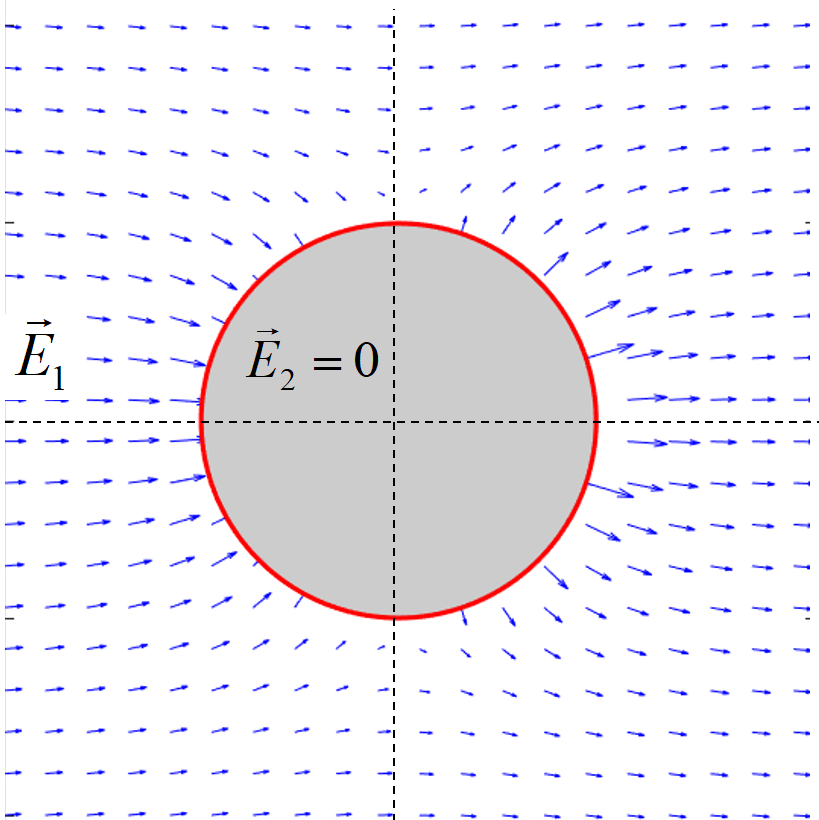 E⃗₁
E⃗₂ = 0